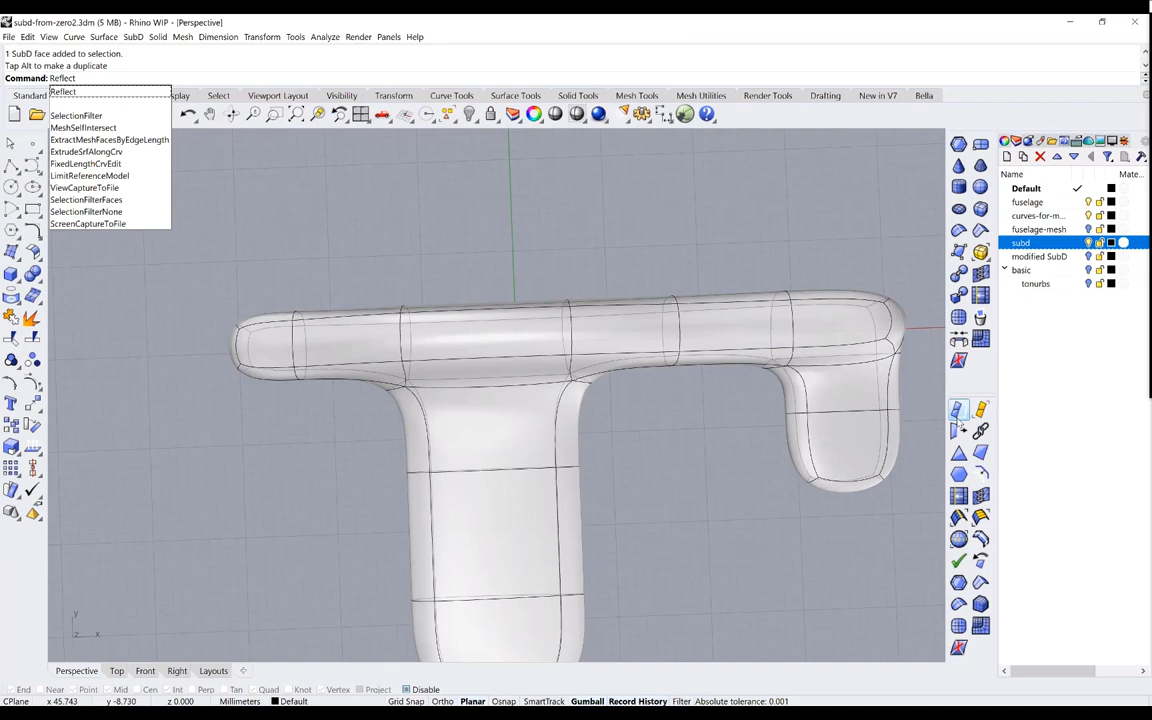 subd-from-zero2.3dm (5 MB) - Rhino WIP - [Perspective]
File Edit View Curve Surface SubD Solid Mesh Dimension Transform Tools Analyze Render Panels Help
1 SubD face added to selection.
Tap Alt to make a duplicate
Command: Reflect
Reflect
SelectionFilter
MeshSelfIntersect
ExtractMeshFacesByEdgeLength
ExtrudeSrfAlongCrv
FixedLengthCrvEdit
LimitReferenceModel
ViewCaptureToFile
SelectionFilterFaces
SelectionFilterNone
ScreenCaptureToFile
Standard splay Select Viewport Layout Visibility Transform Curve Tools Surface Tools Solid Tools Mesh Tools Mesh Utilities Render Tools Drafting New in V7 Bella
Name Mate...
Default
fuselage
curves-for-m...
fuselage-mesh
subd
modified SubD
basic
tonurbs
y
z x
Perspective Top Front Right Layouts
End Near Point Mid Cen Int Perp Tan Quad Knot Vertex Project Disable
CPlane x 45.743 y -8.730 z 0.000 Millimeters Default Grid Snap Ortho Planar Osnap SmartTrack Gumball Record History Filter Absolute tolerance: 0.001